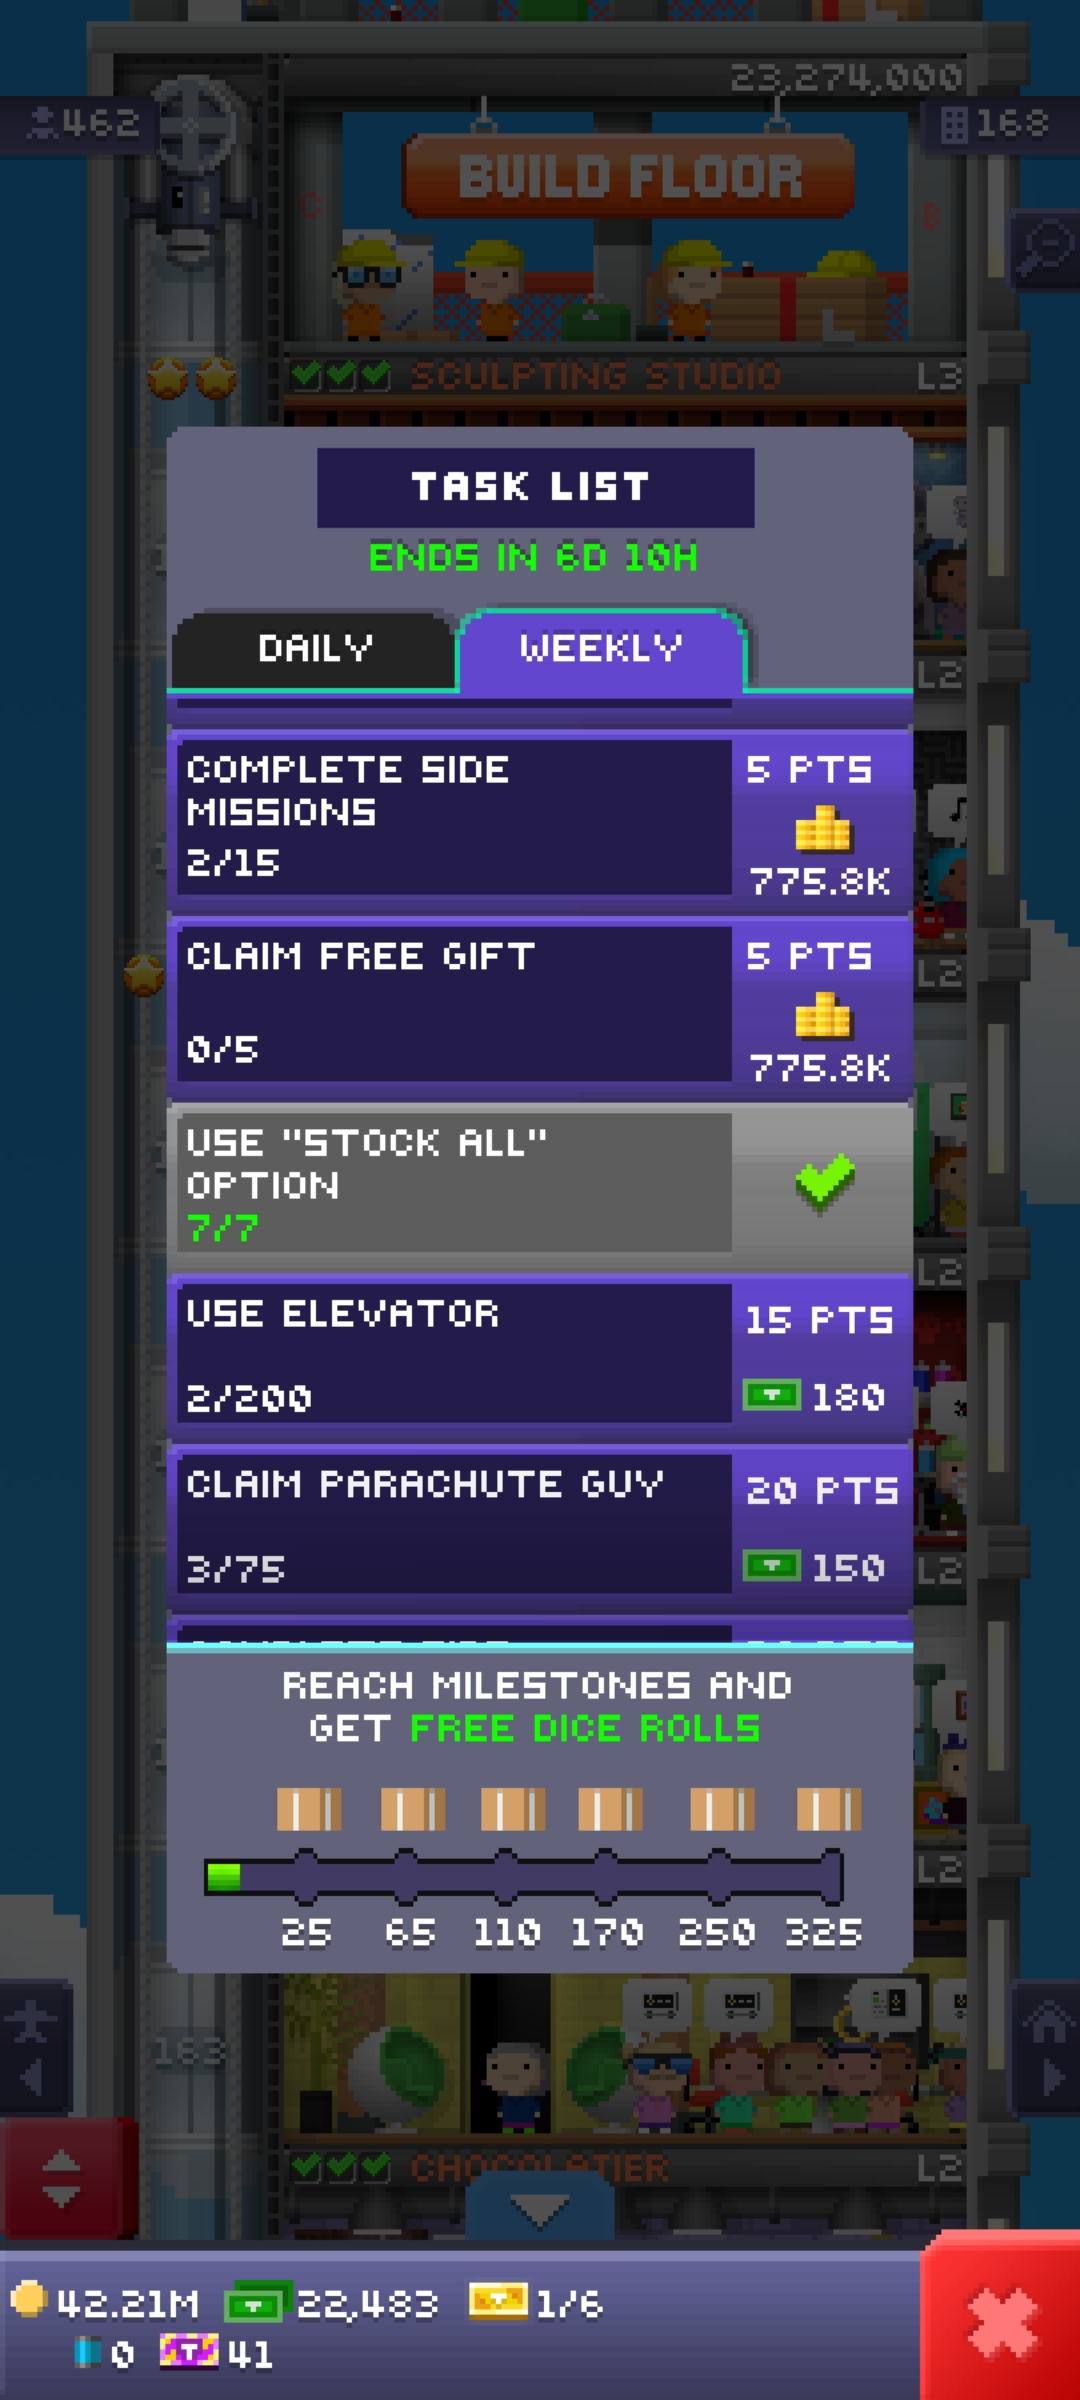 23,274,000
462
168
BUILD FLOOR
C
B
SCULPTING STUDIO
L3
TASK LIST
ENDS IN 6D 10H
DAILY
WEEKLY
L2
COMPLETE SIDE
MISSIONS
2/15
5 PTS
775.8K
CLAIM FREE GIFT
0/5
5 PTS
775.8K
L2
USE "STOCK ALL"
OPTION
7/7
L2
USE ELEVATOR
2/200
15 PTS
180
CLAIM PARACHUTE GUY
3/75
20 PTS
150
L2
REACH MILESTONES AND
GET FREE DICE ROLLS
L2
25
65
110
170
250
325
163
CHOCOLATIER
L2
42.21M
22,483
1/6
0
T
41